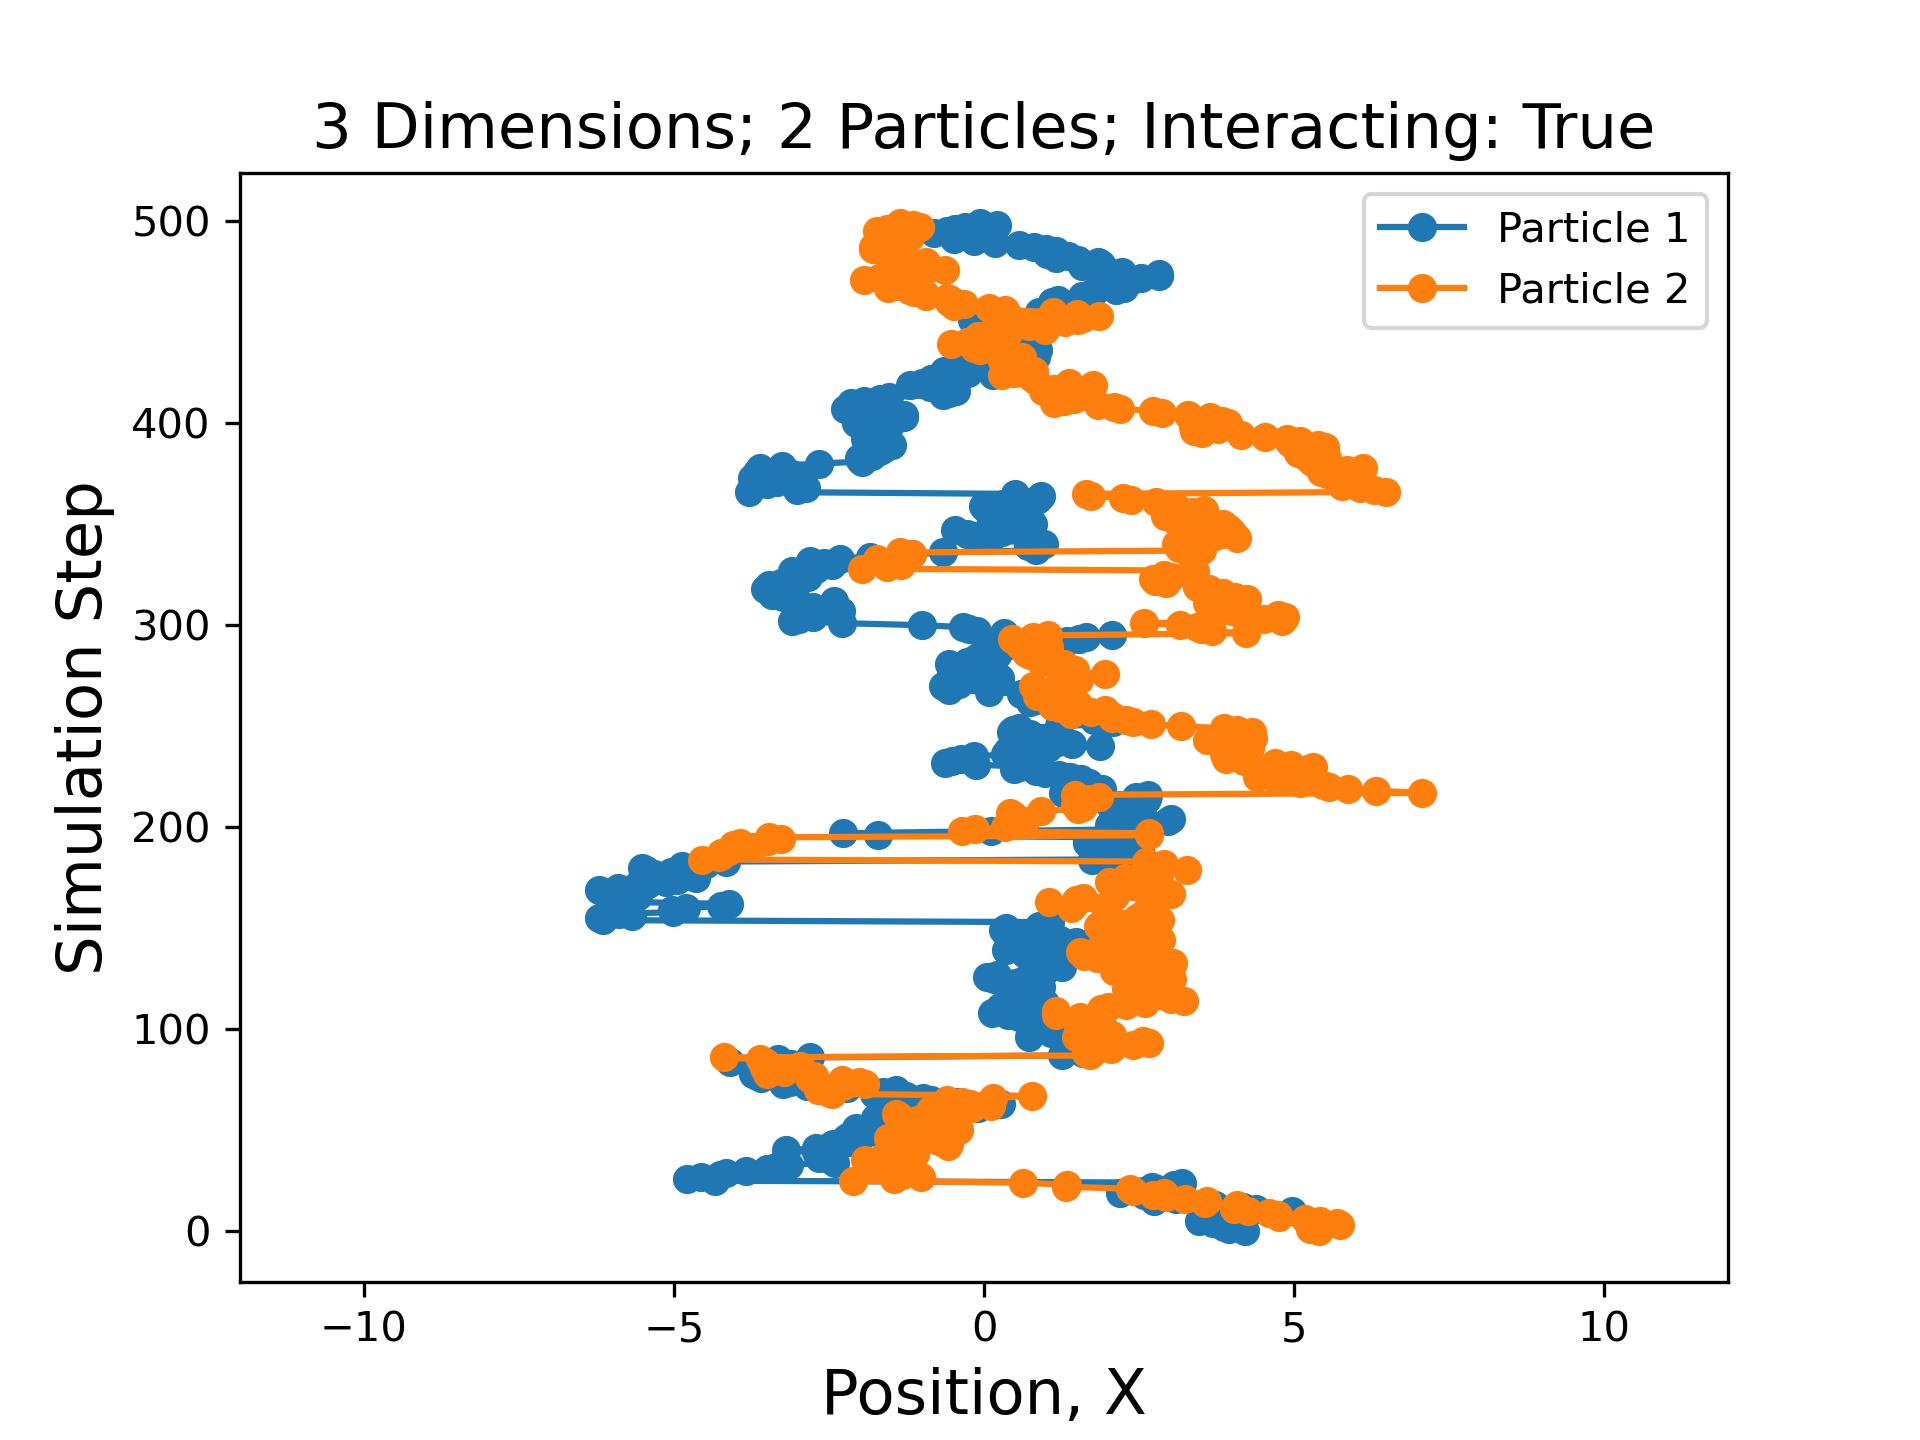 3 Dimensions; 2 Particles; Interacting: True
Particle 1
Particle 2
Simulation Step
500
400
300
200
100
0
−10
−5
0
5
10
Position, X